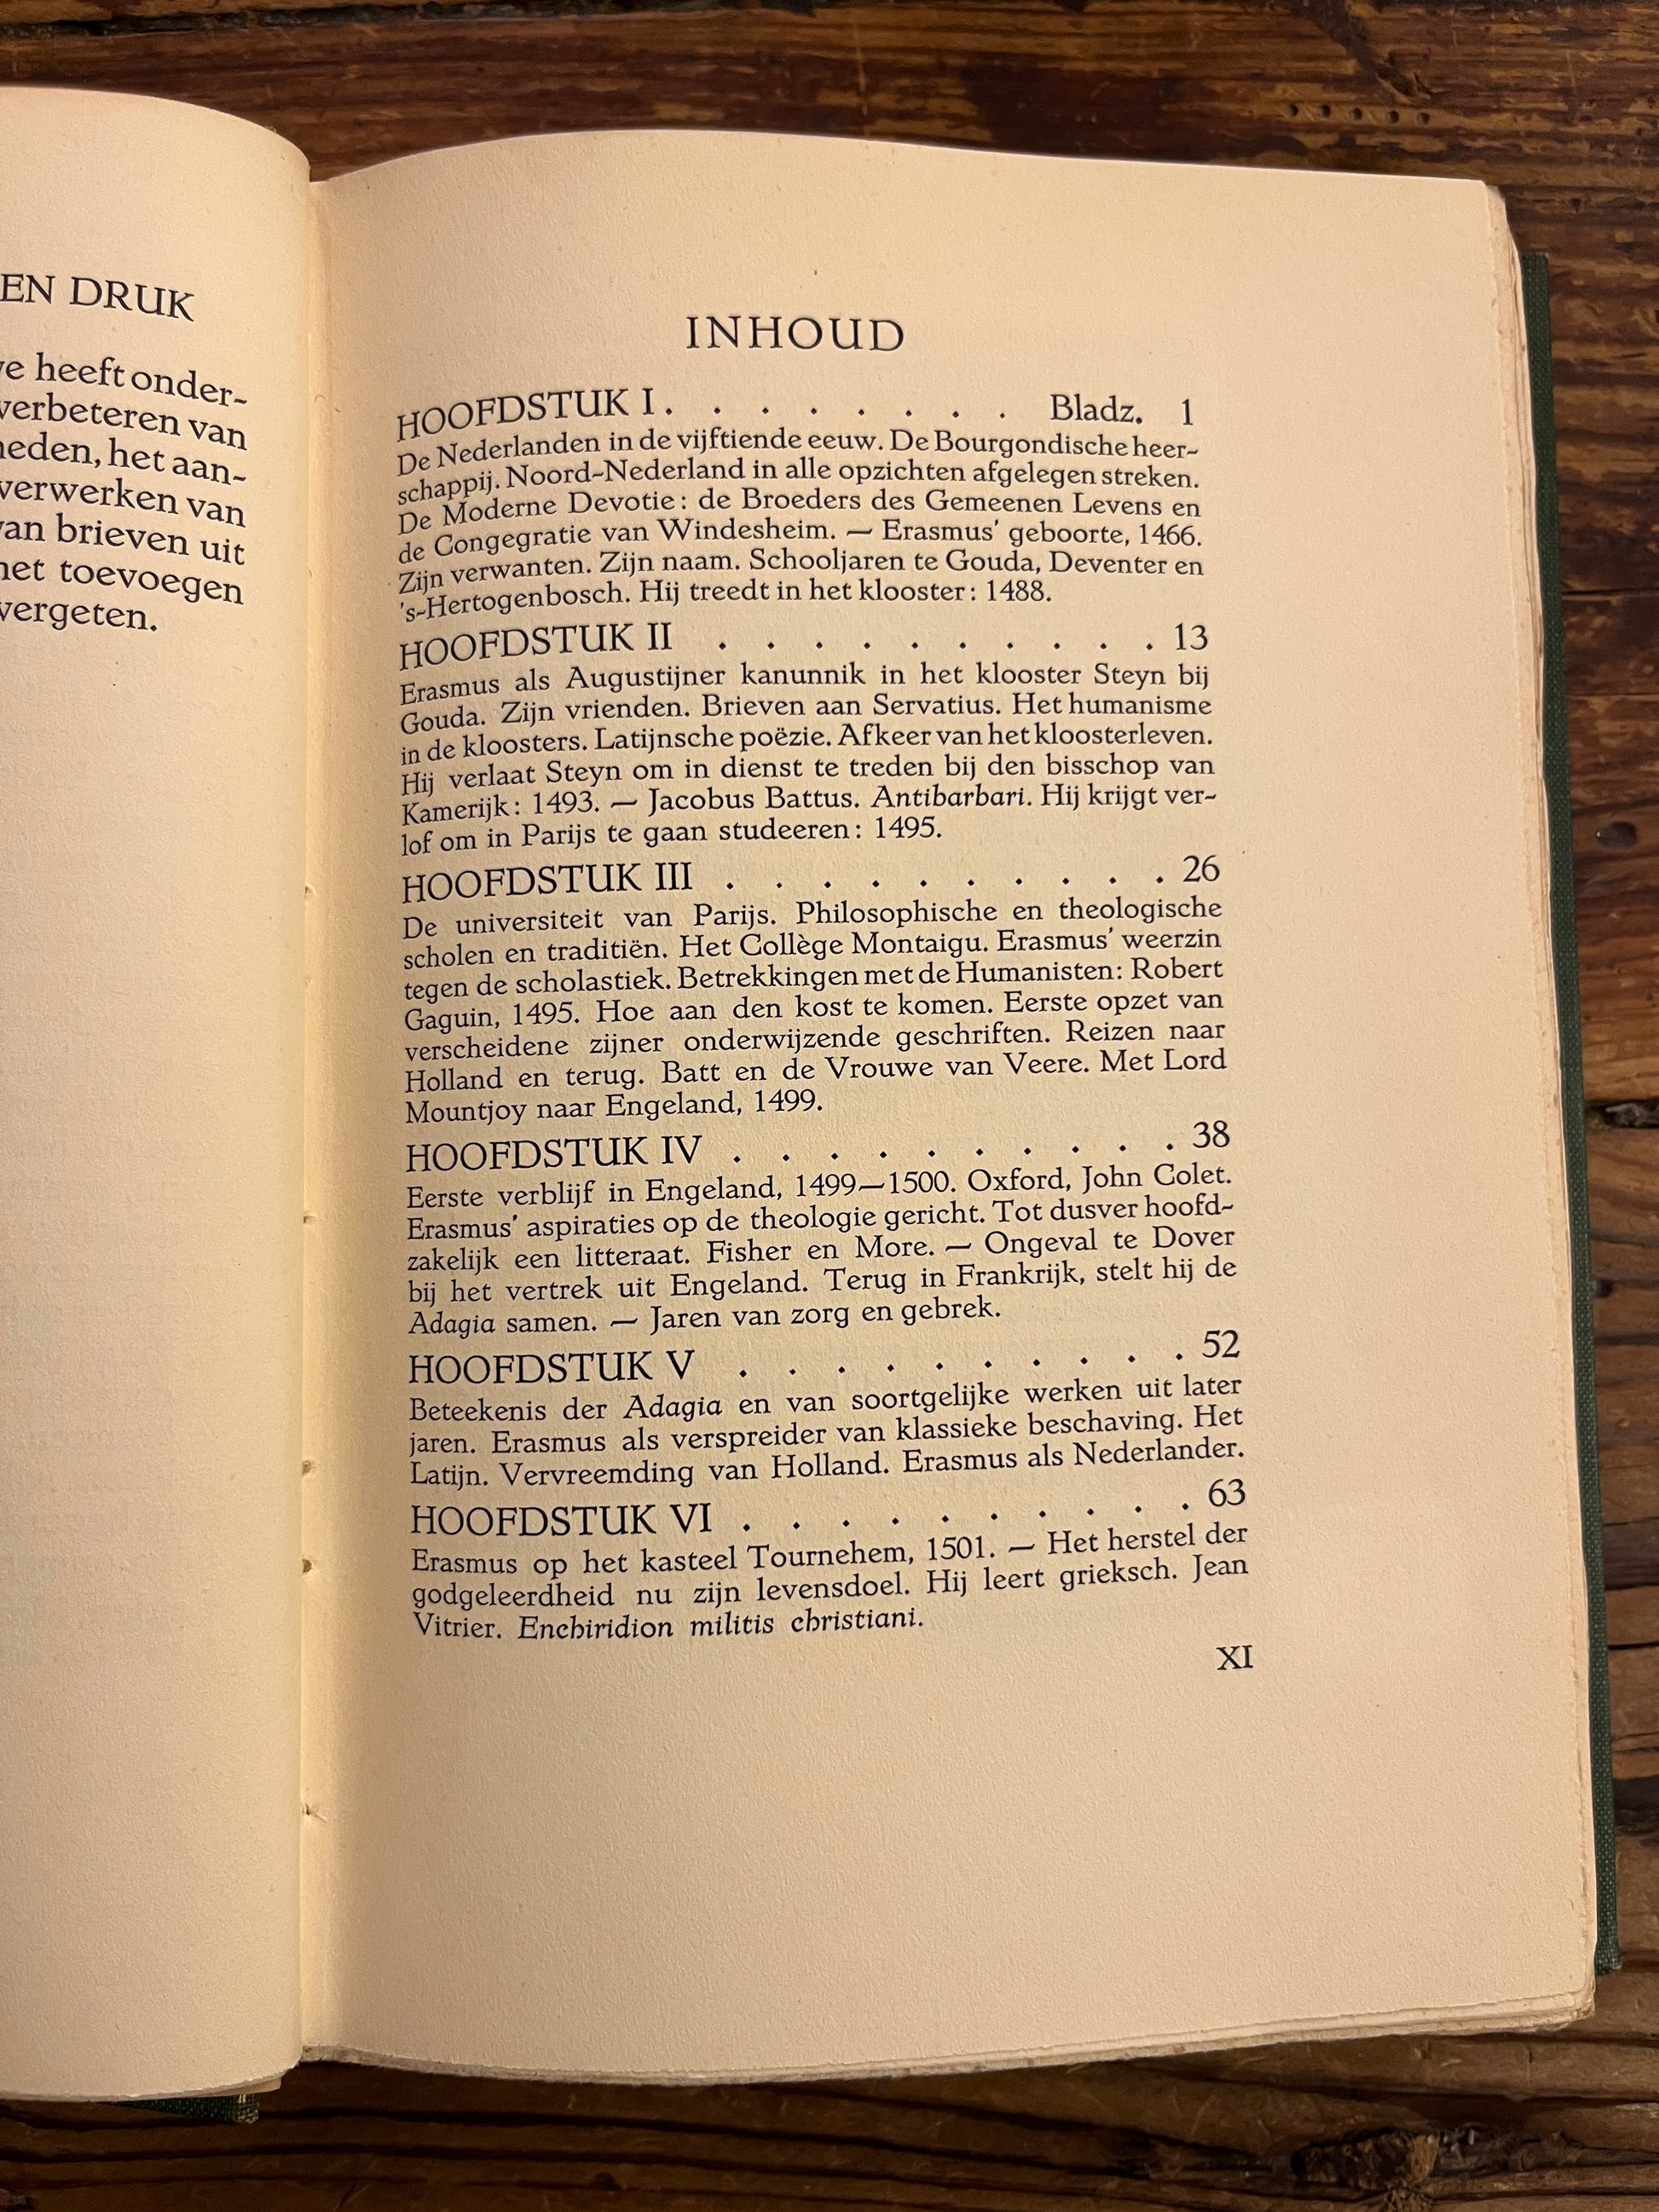 EN DRUK
heeft onder-
verbeteren van
het aan-
verwerken van
van brieven uit
het toevoegen
vergeten.
INHOUD
HOOFDSTUK I . . . . . . . . Bladz. 1
De Nederlanden in de vijftiende eeuw. De Bourgondische heer-
schappij. Noord-Nederland in alle opzichten afgelegen streken.
De Moderne Devotie: de Broeders des Gemeenen Levens en
de Congegratie van Windesheim. — Erasmus' geboorte, 1466.
Zijn verwanten. Zijn naam. Schooljaren te Gouda, Deventer en
's-Hertogenbosch. Hij treedt in het klooster: 1488.
HOOFDSTUK II . . . . . . . . . . 13
Erasmus als Augustijner kanunnik in het klooster Steyn bij
Gouda. Zijn vrienden. Brieven aan Servatius. Het humanisme
in de kloosters. Latijnsche poëzie. Afkeer van het kloosterleven.
Hij verlaat Steyn om in dienst te treden bij den bisschop van
Kamerijk: 1493. — Jacobus Battus. Antibarbari. Hij krijgt ver-
lof om in Parijs te gaan studeeren: 1495.
HOOFDSTUK III . . . . . . . . . . 26
De universiteit van Parijs. Philosophische en theologische
scholen en traditiën. Het Collège Montaigu. Erasmus' weerzin
tegen de scholastiek. Betrekkingen met de Humanisten: Robert
Gaguin, 1495. Hoe aan den kost te komen. Eerste opzet van
verscheidene zijner onderwijzende geschriften. Reizen naar
Holland en terug. Batt en de Vrouwe van Veere. Met Lord
Mountjoy naar Engeland, 1499.
HOOFDSTUK IV . . . . . . . . . . 38
Eerste verblijf in Engeland, 1499—1500. Oxford, John Colet.
Erasmus' aspiraties op de theologie gericht. Tot dusver hoofd-
zakelijk een litteraat. Fisher en More. — Ongeval te Dover
bij het vertrek uit Engeland. Terug in Frankrijk, stelt hij de
Adagia samen. — Jaren van zorg en gebrek.
HOOFDSTUK V . . . . . . . . . . 52
Beteekenis der Adagia en van soortgelijke werken uit later
jaren. Erasmus als verspreider van klassieke beschaving. Het
Latijn. Vervreemding van Holland. Erasmus als Nederlander.
HOOFDSTUK VI . . . . . . . . . . 63
Erasmus op het kasteel Tournehem, 1501. — Het herstel der
godgeleerdheid nu zijn levensdoel. Hij leert grieksch. Jean
Vitrier. Enchiridion militis christiani.
XI